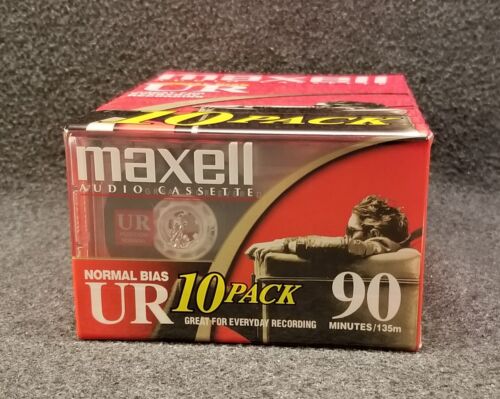 maxell
UR
10 PACK
maxell
AUDIO CASSETTE
UR
NORMAL BIAS
UR 10 PACK
GREAT FOR EVERYDAY RECORDING
90
MINUTES/135m